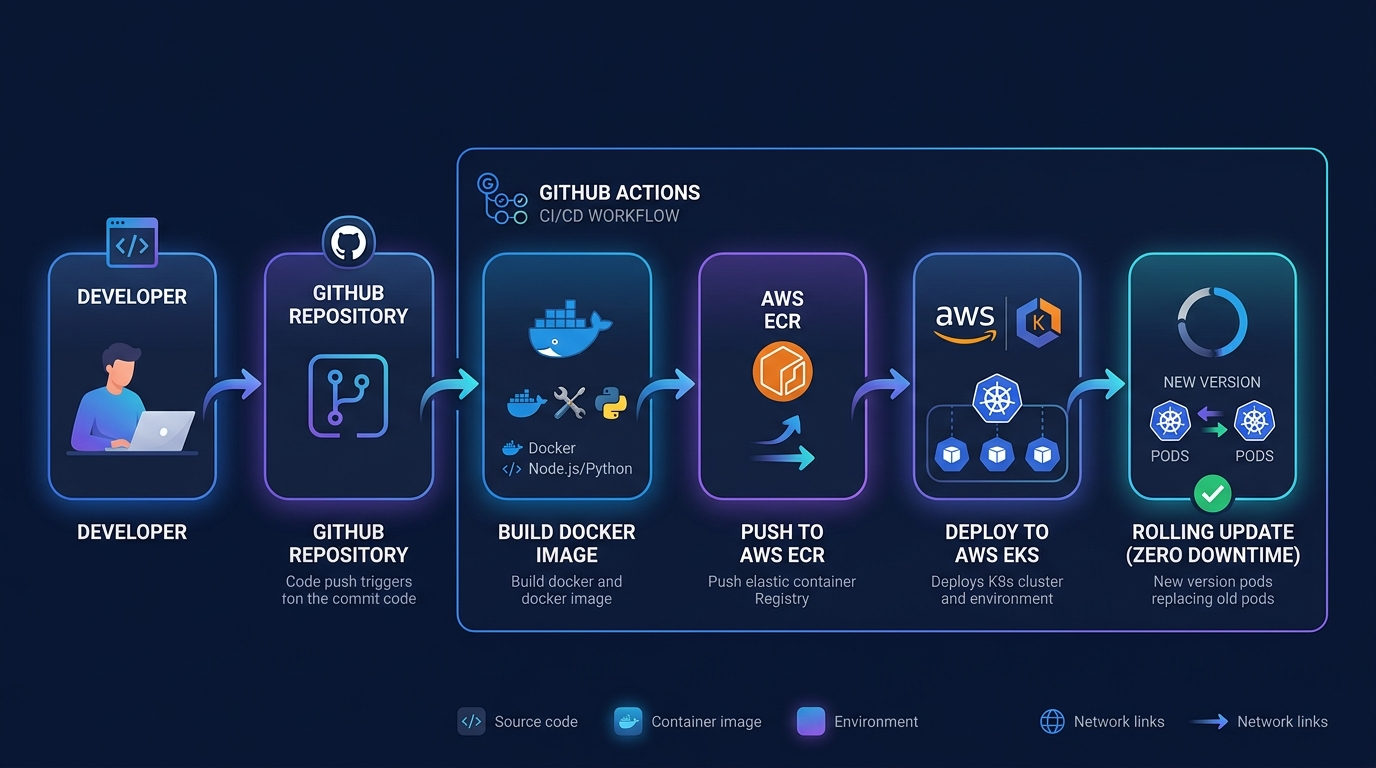 GITHUB ACTIONS
CI/CD WORKFLOW
</>
DEVELOPER
GITHUB
REPOSITORY
Docker
</> Node.js/Python
AWS
ECR
aws
K
NEW VERSION
PODS
PODS
DEVELOPER
GITHUB
REPOSITORY
Code push triggers
fon the commit code
BUILD DOCKER
IMAGE
Build docker and
docker image
PUSH TO
AWS ECR
Push elastic container
Registry
DEPLOY TO
AWS EKS
Deploys K9s cluster
and environment
ROLLING UPDATE
(ZERO DOWNTIME)
New version pods
replacing old pods
</> Source code
Container image
Environment
Network links
Network links
G